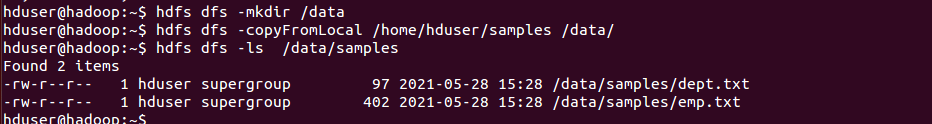 hduser@hadoop:~$ hdfs dfs -mkdir /data
hduser@hadoop:~$ hdfs dfs -copyFromLocal /home/hduser/samples /data/
hduser@hadoop:~$ hdfs dfs -ls  /data/samples
Found 2 items
-rw-r--r--   1 hduser supergroup         97 2021-05-28 15:28 /data/samples/dept.txt
-rw-r--r--   1 hduser supergroup        402 2021-05-28 15:28 /data/samples/emp.txt
hduser@hadoop:~$